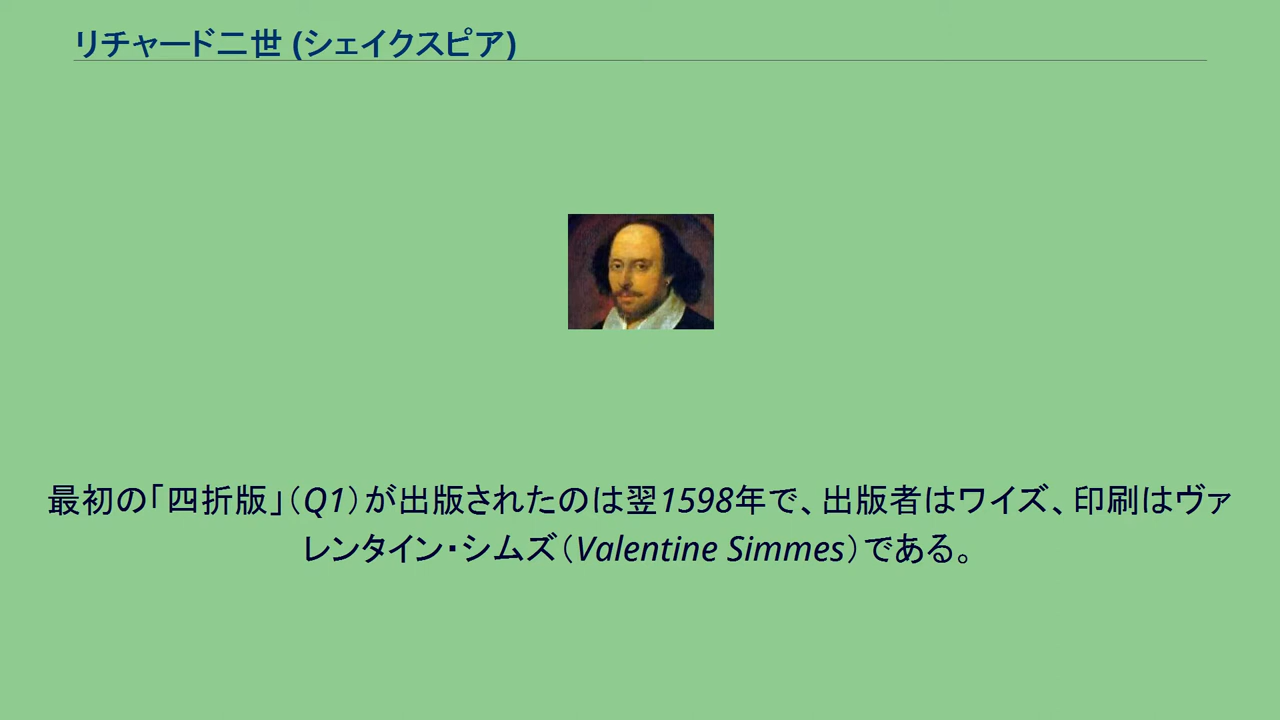 リチャード二世 (シェイクスピア)
最初の「四折版」（Q1）が出版されたのは翌1598年で、出版者はワイズ、印刷はヴァ
レンタイン・シムズ（Valentine Simmes）である。